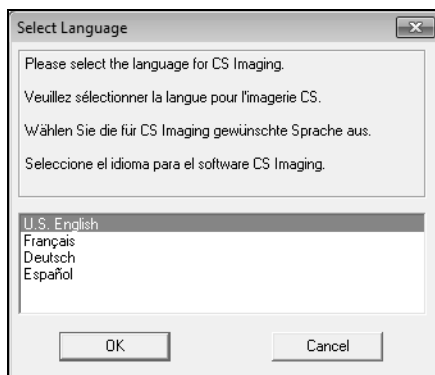 Select Language
Please select the language for CS Imaging.
Veuillez sélectionner la langue pour l'imagerie CS.
Wählen Sie die für CS Imaging gewünschte Sprache aus.
Seleccione el idioma para el software CS Imaging.
U.S. English
Français
Deutsch
Español
OK
Cancel